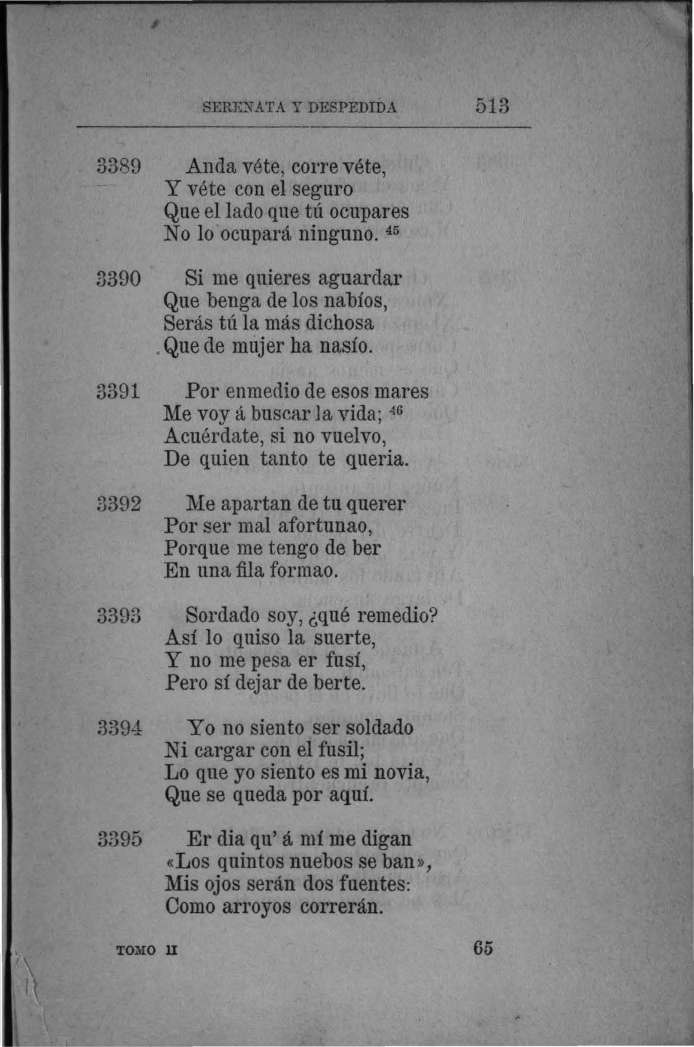 SERENATA Y DESPEDIDA 513
3389 Anda véte, corre véte,
Y véte con el seguro
Que el lado que tú ocupares
No lo ocupará ninguno. 45
3390 Si me quieres aguardar
Que benga de los nabíos,
Serás tú la más dichosa
Que de mujer ha nasío.
3391 Por enmedio de esos mares
Me voy á buscar la vida; 46
Acuérdate, si no vuelvo,
De quien tanto te queria.
3392 Me apartan de tu querer
Por ser mal afortunao,
Porque me tengo de ber
En una fila formao.
3393 Sordado soy, ¿qué remedio?
Así lo quiso la suerte,
Y no me pesa er fusí,
Pero sí dejar de berte.
3394 Yo no siento ser soldado
Ni cargar con el fusil;
Lo que yo siento es mi novia,
Que se queda por aquí.
3395 Er dia qu' á mí me digan
«Los quintos nuebos se ban»,
Mis ojos serán dos fuentes:
Como arroyos correrán.
TOMO II 65